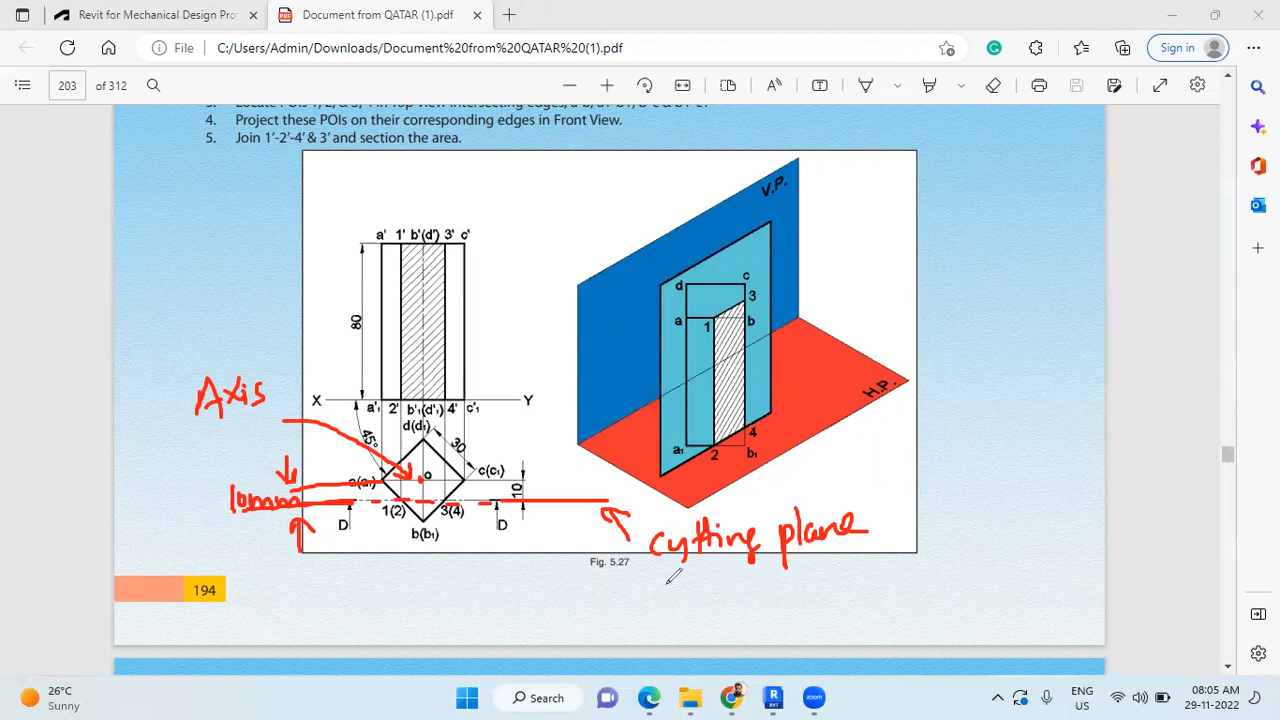 Revit for Mechanical Design Pro
Document from QATAR (1).pdf
File
C:/Users/Admin/Downloads/Document%20from%20QATAR%20(1).pdf
Sign in
203 of 312
4. Project these POIs on their corresponding edges in Front View.
5. Join 1'-2'-4' & 3' and section the area.
V.P.
a' 1' b'(d') 3' c'
d
c
3
a
b
1
80
X
Y
H.P.
Axis
a'₁ 2' b'₁(d'₁) 4' c'₁
d(d₁)
45°
30
4
a₁
b₁
2
o
c(c₁)
a(a₁)
10
10mm
1(2)
3(4)
D
D
b(b₁)
cytting plane
Fig. 5.27
194
26°C
Sunny
Search
ENG
US
08:05 AM
29-11-2022